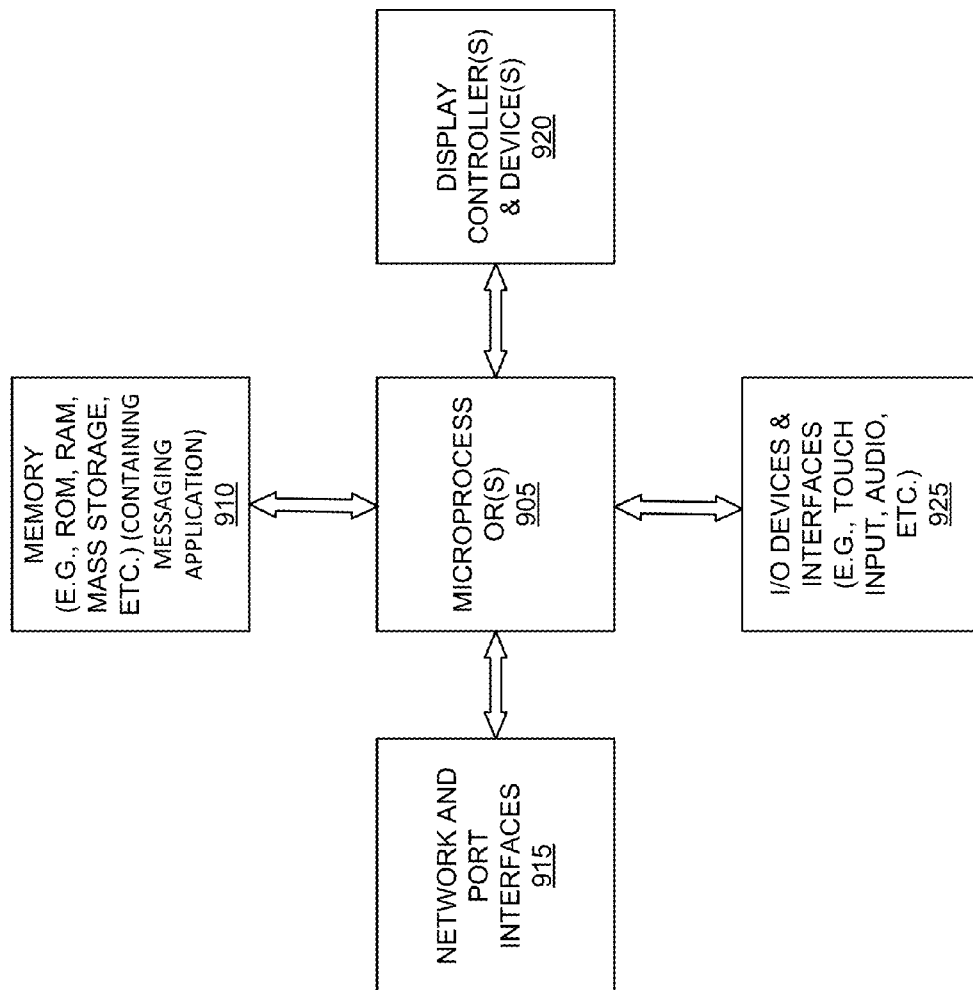 MEMORY
(E.G., ROM, RAM,
MASS STORAGE,
ETC.) (CONTAINING
MESSAGING
APPLICATION)
910
NETWORK AND
PORT
INTERFACES
915
MICROPROCESS
OR(S)
905
DISPLAY
CONTROLLER(S)
& DEVICE(S)
920
I/O DEVICES &
INTERFACES
(E.G., TOUCH
INPUT, AUDIO,
ETC.)
925